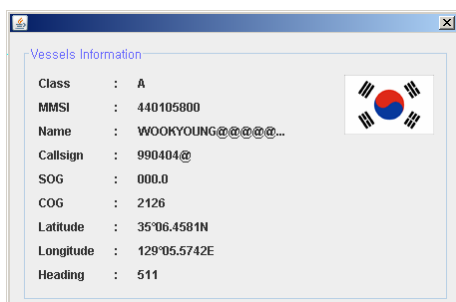 Vessels Information
Class : A
MMSI : 440105800
Name : WOOKYOUNG@@@@@...
Callsign : 990404@
SOG : 000.0
COG : 2126
Latitude : 35°06.4581N
Longitude : 129°05.5742E
Heading : 511